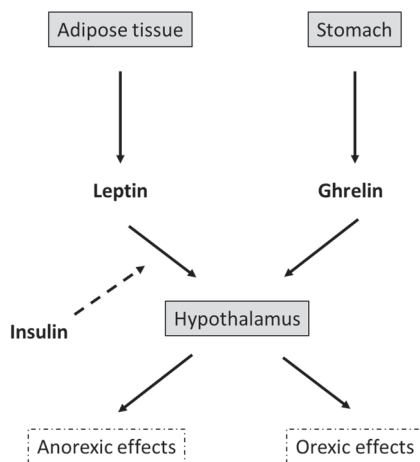 Adipose tissue
Stomach
Leptin
Ghrelin
Insulin
Hypothalamus
Anorexic effects
Orexic effects